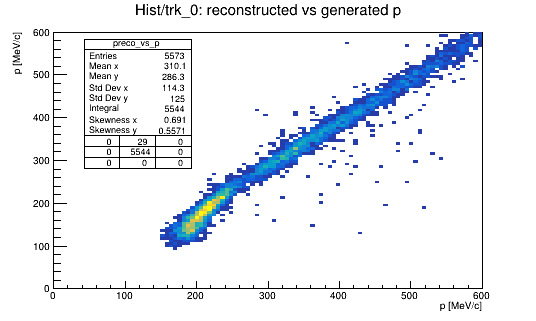 Hist/trk_0: reconstructed vs generated p
p [MeV/c]
600
500
400
300
200
100
0
preco_vs_p
Entries 5573
Mean x 310.1
Mean y 286.3
Std Dev x 114.3
Std Dev y 125
Integral 5544
Skewness x 0.691
Skewness y 0.5571
0 29 0
0 5544 0
0 0 0
0 100 200 300 400 500 600
p [MeV/c]